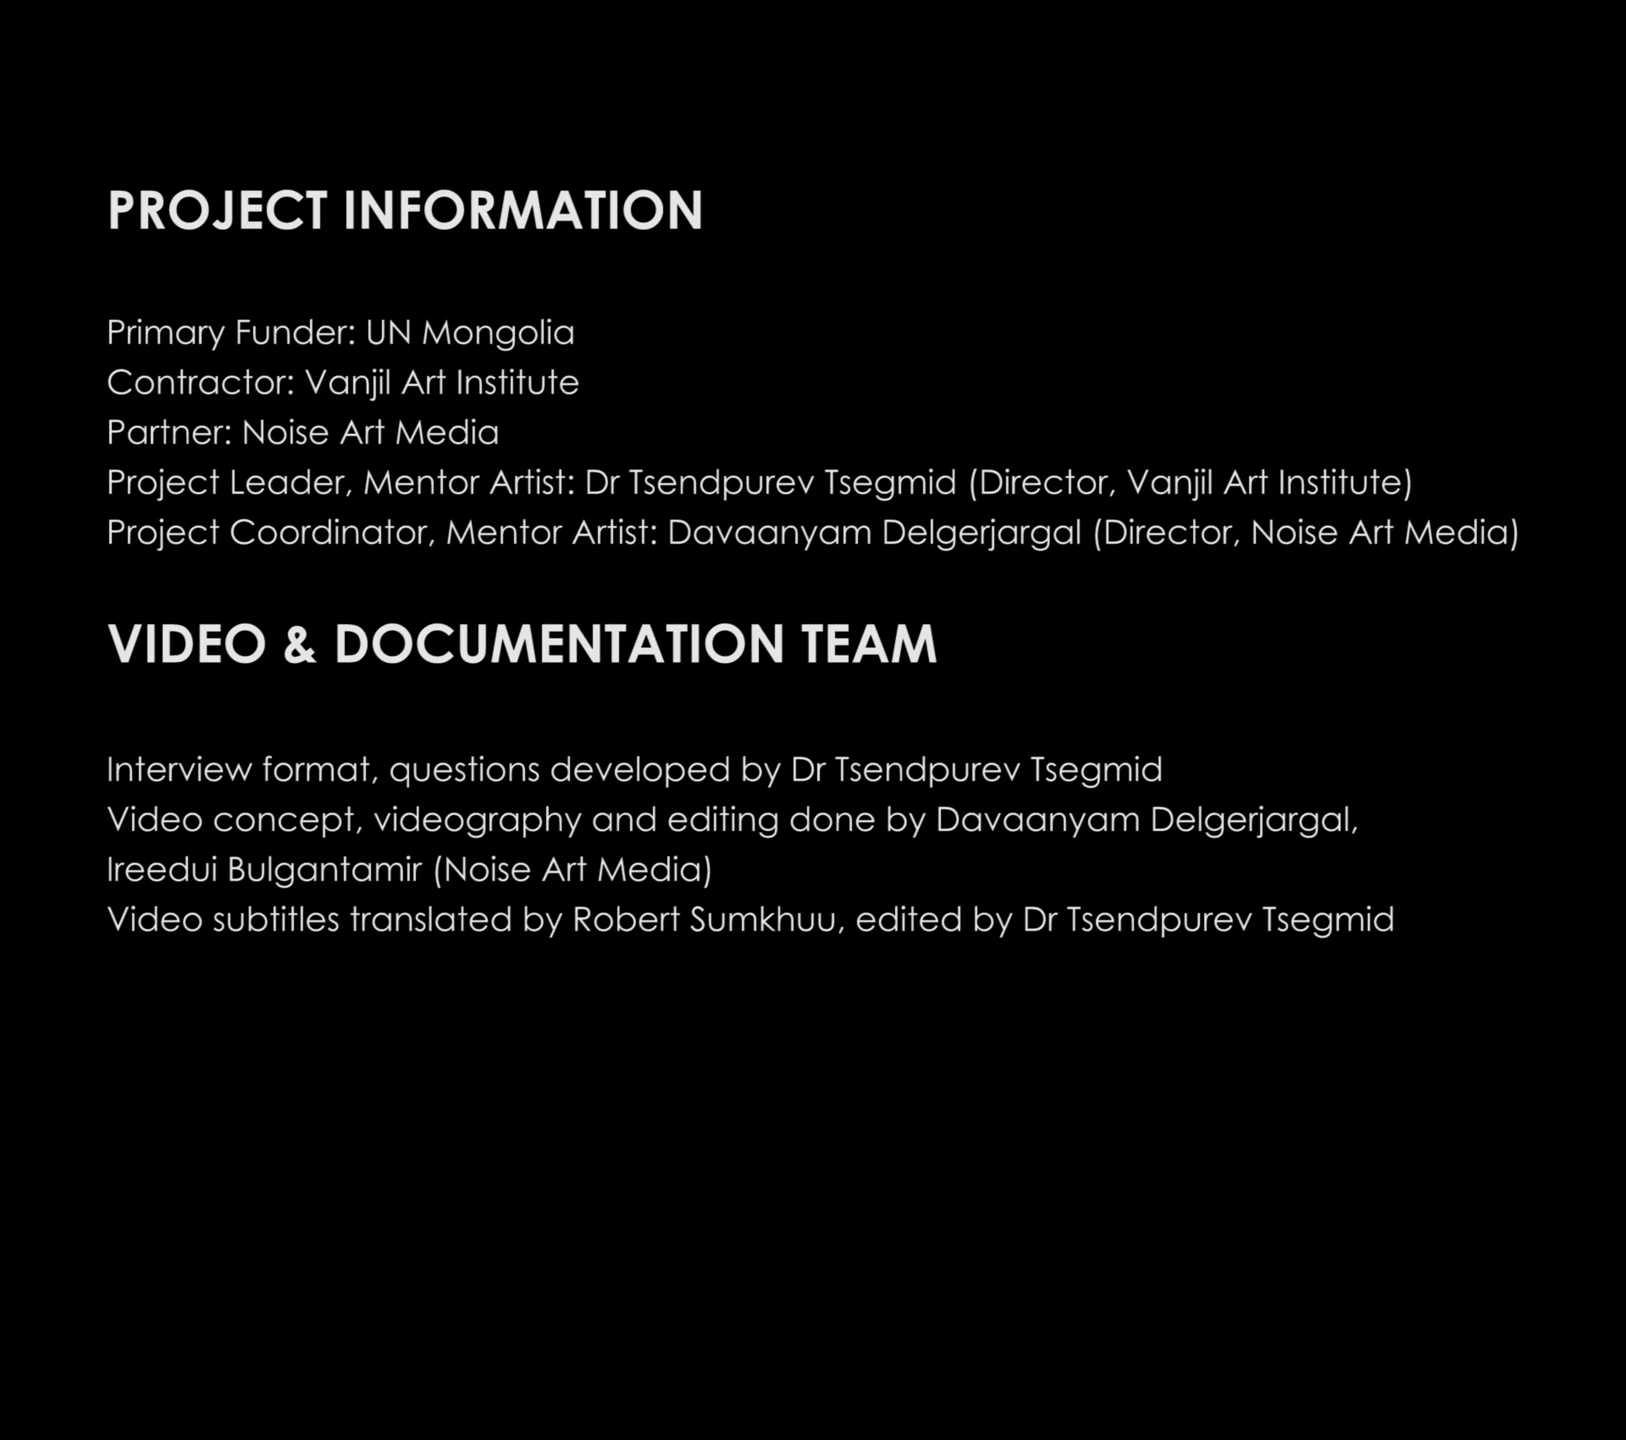 PROJECT INFORMATION
Primary Funder: UN Mongolia
Contractor: Vanjil Art Institute
Partner: Noise Art Media
Project Leader, Mentor Artist: Dr Tsendpurev Tsegmid (Director, Vanjil Art Institute)
Project Coordinator, Mentor Artist: Davaanyam Delgerjargal (Director, Noise Art Media)
VIDEO & DOCUMENTATION TEAM
Interview format, questions developed by Dr Tsendpurev Tsegmid
Video concept, videography and editing done by Davaanyam Delgerjargal,
Ireedui Bulgantamir (Noise Art Media)
Video subtitles translated by Robert Sumkhuu, edited by Dr Tsendpurev Tsegmid